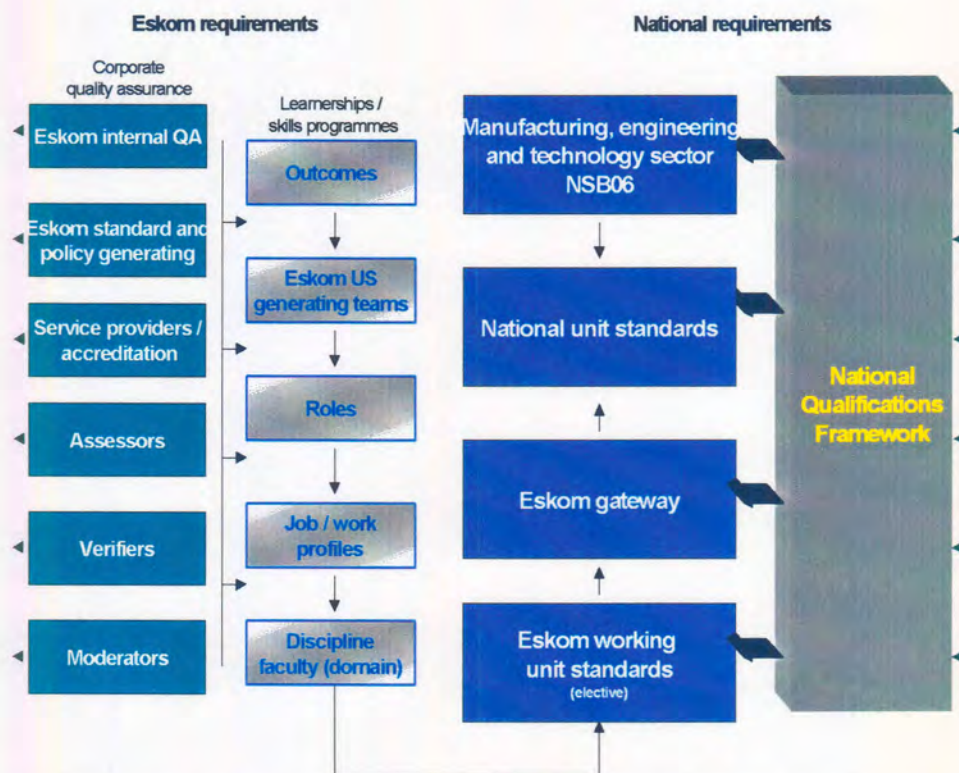 Eskom requirements
National requirements
Corporate
quality assurance
Eskom internal QA
Eskom standard and
policy generating
Service providers /
accreditation
Assessors
Verifiers
Moderators
Learnerships /
skills programmes
Outcomes
Eskom US
generating teams
Roles
Job / work
profiles
Discipline
faculty (domain)
Manufacturing, engineering
and technology sector
NSB06
National unit standards
Eskom gateway
Eskom working
unit standards
(elective)
National
Qualifications
Framework